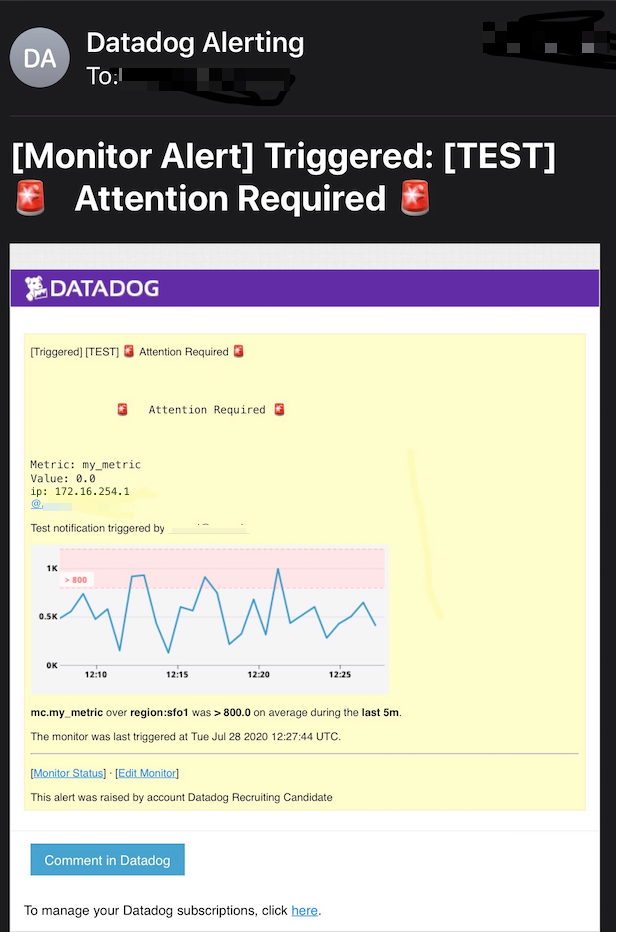 DA
Datadog Alerting
To:
[Monitor Alert] Triggered: [TEST]
🚨 Attention Required 🚨
DATADOG
[Triggered] [TEST] 🚨 Attention Required 🚨
🚨 Attention Required 🚨
Metric: my_metric
Value: 0.0
ip: 172.16.254.1
@
Test notification triggered by
1K
> 800
0.5K
0K
12:10 12:15 12:20 12:25
mc.my_metric over region:sfo1 was > 800.0 on average during the last 5m.
The monitor was last triggered at Tue Jul 28 2020 12:27:44 UTC.
[Monitor Status] · [Edit Monitor]
This alert was raised by account Datadog Recruiting Candidate
Comment in Datadog
To manage your Datadog subscriptions, click here.